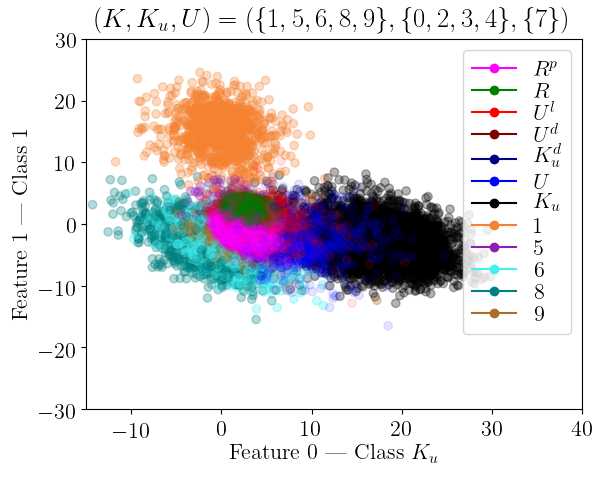 (K, K_u, U) = ({1, 5, 6, 8, 9}, {0, 2, 3, 4}, {7})
30
20
10
0
−10
−20
−30
Feature 1 — Class 1
R^p
R
U^l
U^d
K_u^d
U
K_u
1
5
6
8
9
−10
0
10
20
30
40
Feature 0 — Class K_u